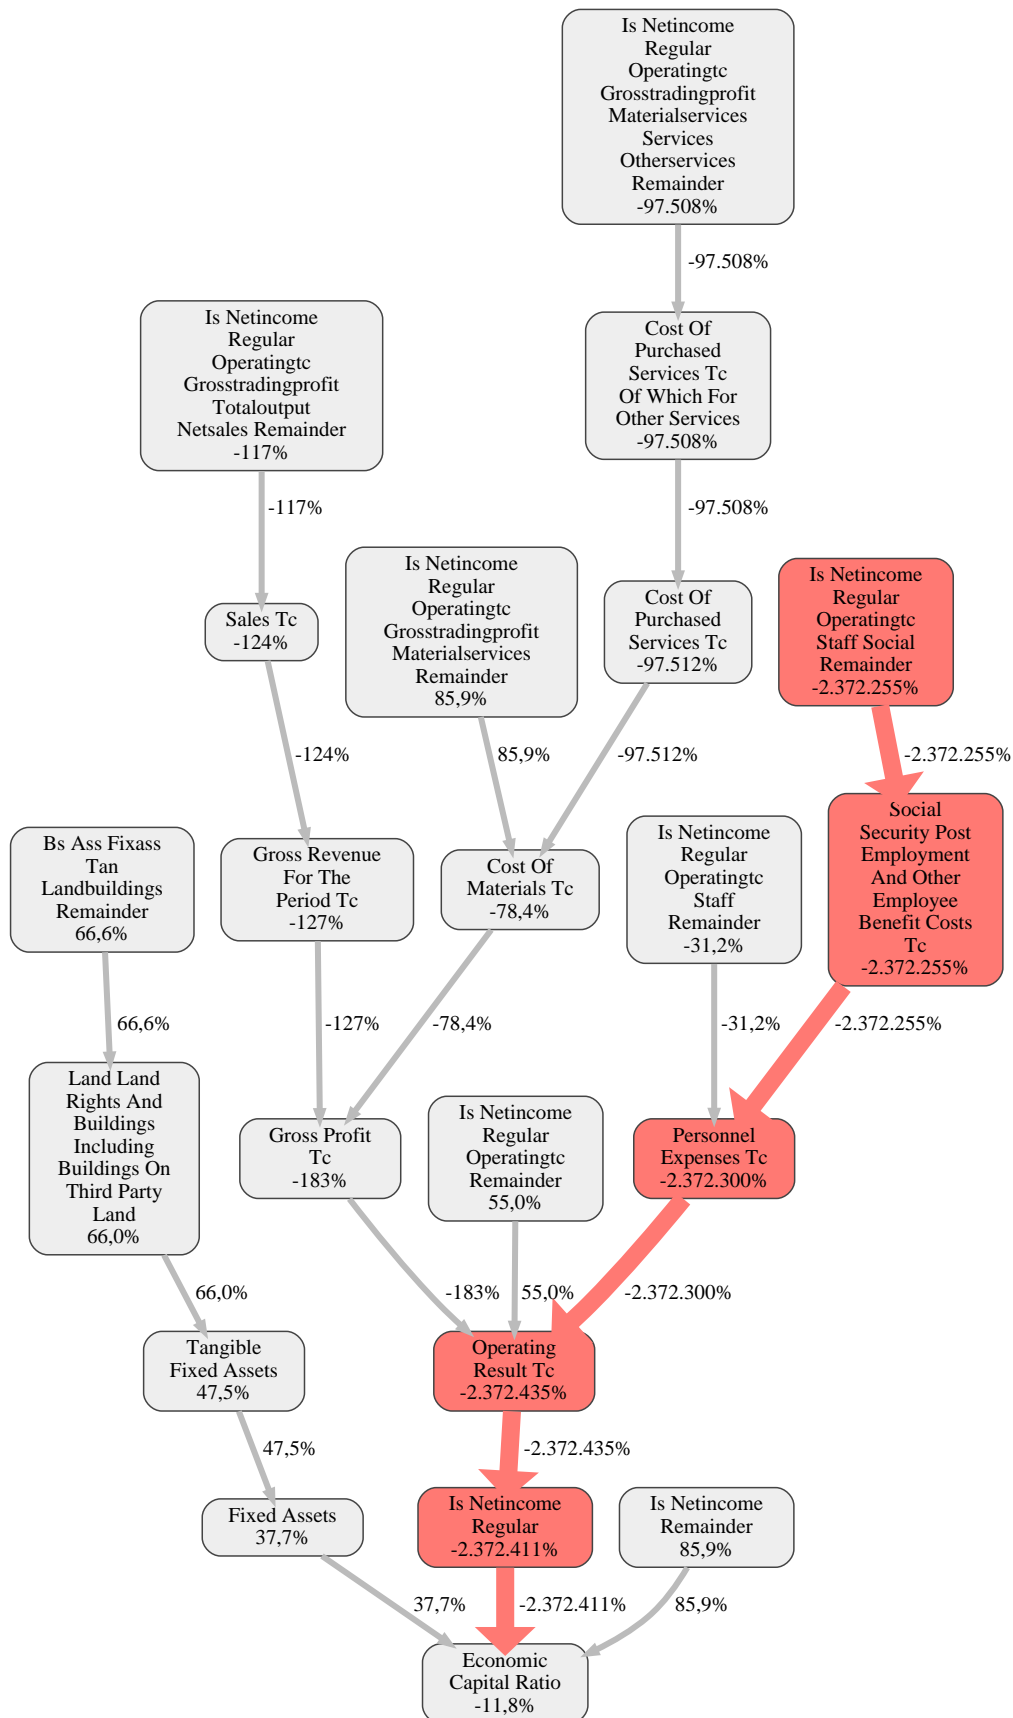 Is Netincome
Regular
Operatingtc
Grosstradingprofit
Materialservices
Services
Otherservices
Remainder
-97.508%
-97.508%
Is Netincome
Regular
Operatingtc
Grosstradingprofit
Totaloutput
Netsales Remainder
-117%
Cost Of
Purchased
Services Tc
Of Which For
Other Services
-97.508%
-117%
-97.508%
Is Netincome
Regular
Operatingtc
Grosstradingprofit
Materialservices
Remainder
85,9%
Is Netincome
Regular
Operatingtc
Staff Social
Remainder
-2.372.255%
Sales Tc
-124%
Cost Of
Purchased
Services Tc
-97.512%
-124%
85,9%
-97.512%
-2.372.255%
Bs Ass Fixass
Tan
Landbuildings
Remainder
66,6%
Gross Revenue
For The
Period Tc
-127%
Cost Of
Materials Tc
-78,4%
Is Netincome
Regular
Operatingtc
Staff
Remainder
-31,2%
Social
Security Post
Employment
And Other
Employee
Benefit Costs
Tc
-2.372.255%
66,6%
-127%
-78,4%
-31,2%
-2.372.255%
Land Land
Rights And
Buildings
Including
Buildings On
Third Party
Land
66,0%
Gross Profit
Tc
-183%
Is Netincome
Regular
Operatingtc
Remainder
55,0%
Personnel
Expenses Tc
-2.372.300%
66,0%
-183%
55,0%
-2.372.300%
Tangible
Fixed Assets
47,5%
Operating
Result Tc
-2.372.435%
47,5%
-2.372.435%
Fixed Assets
37,7%
Is Netincome
Regular
-2.372.411%
Is Netincome
Remainder
85,9%
37,7%
-2.372.411%
85,9%
Economic
Capital Ratio
-11,8%